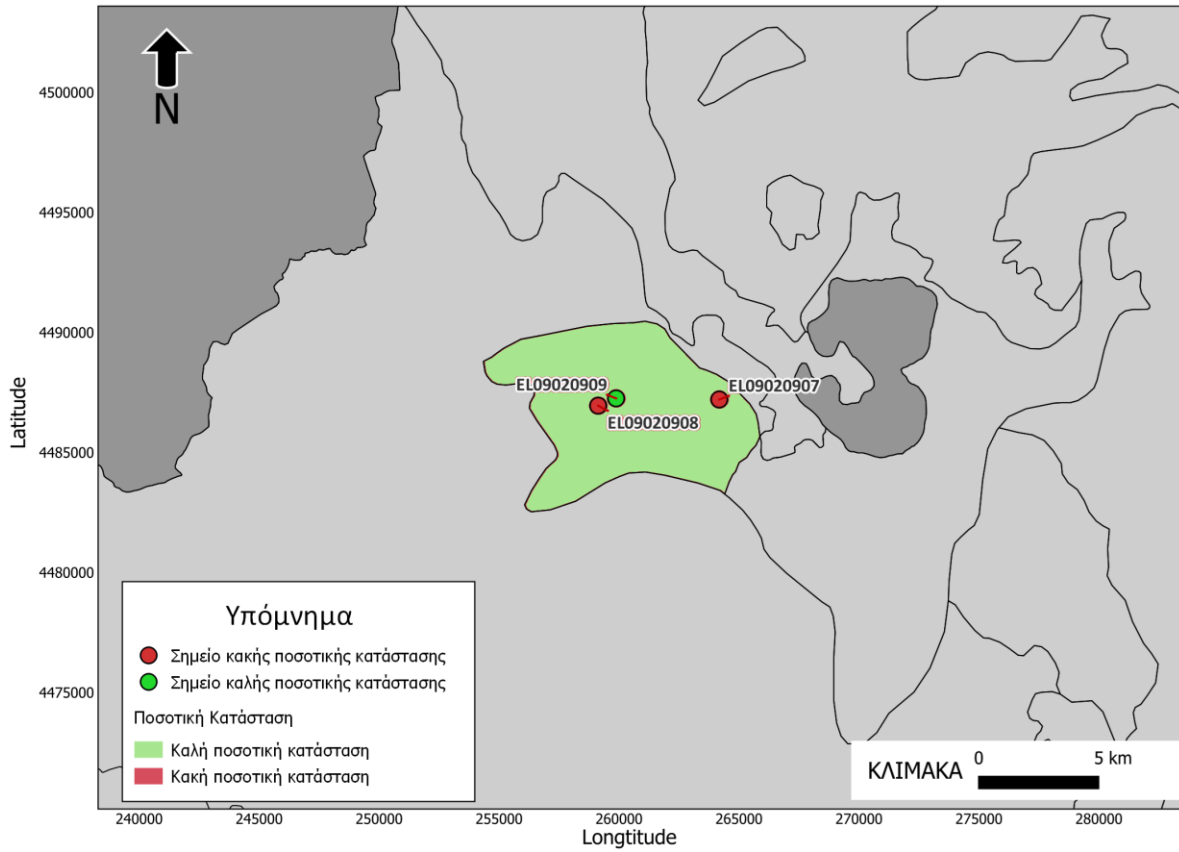 N
4500000
4495000
4490000
4485000
4480000
4475000
Latitude
EL09020909
EL09020907
EL09020908
Υπόμνημα
Σημείο κακής ποσοτικής κατάστασης
Σημείο καλής ποσοτικής κατάστασης
Ποσοτική Κατάσταση
Καλή ποσοτική κατάσταση
Κακή ποσοτική κατάσταση
ΚΛΙΜΑΚΑ
0 5 km
240000 245000 250000 255000 260000 265000 270000 275000 280000
Longtitude